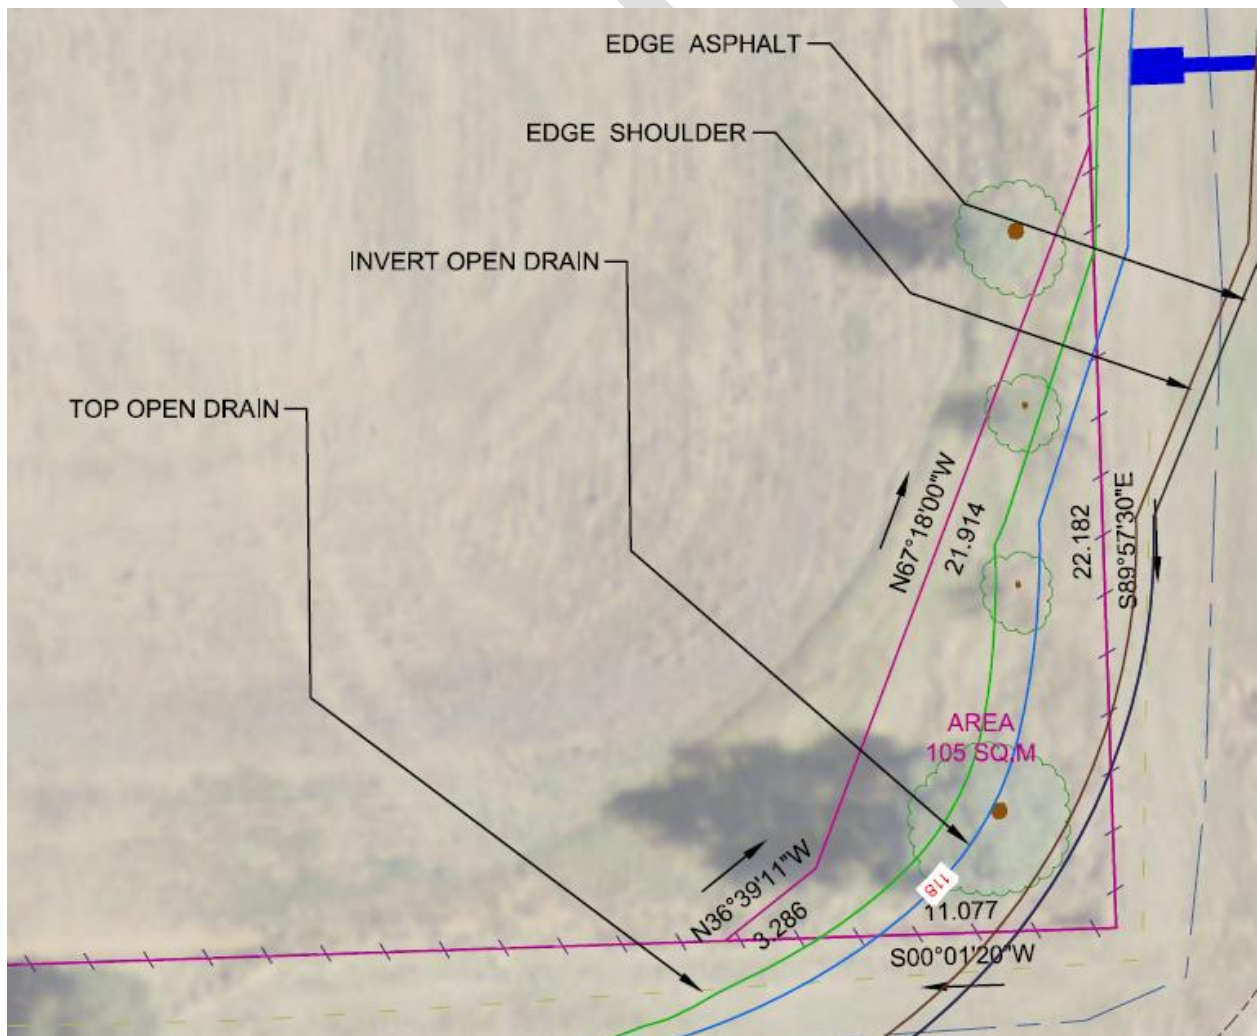 EDGE ASPHALT
EDGE SHOULDER
INVERT OPEN DRAIN
TOP OPEN DRAIN
N67°18'00"W
21.914
22.182
S89°57'30"E
AREA
105 SQ.M
N36°39'11"W
3.286
118
11.077
S00°01'20"W